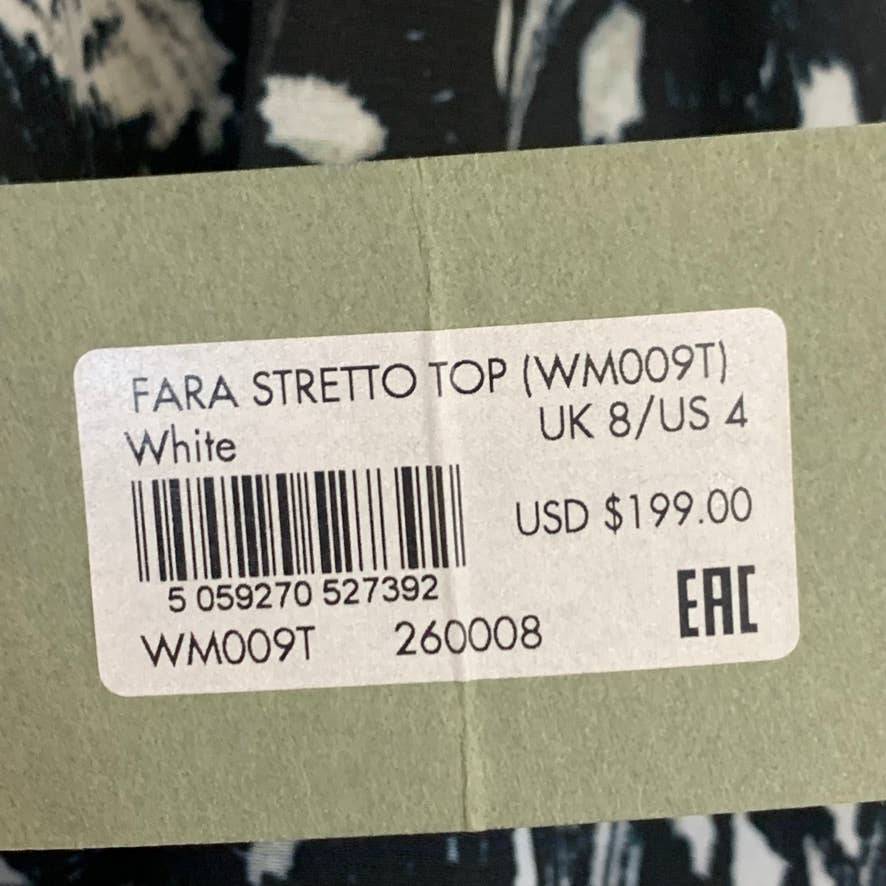 FARA STRETTO TOP (WM009T)
White UK 8/US 4
USD $199.00
5 059270 527392
WM009T 260008 EAC